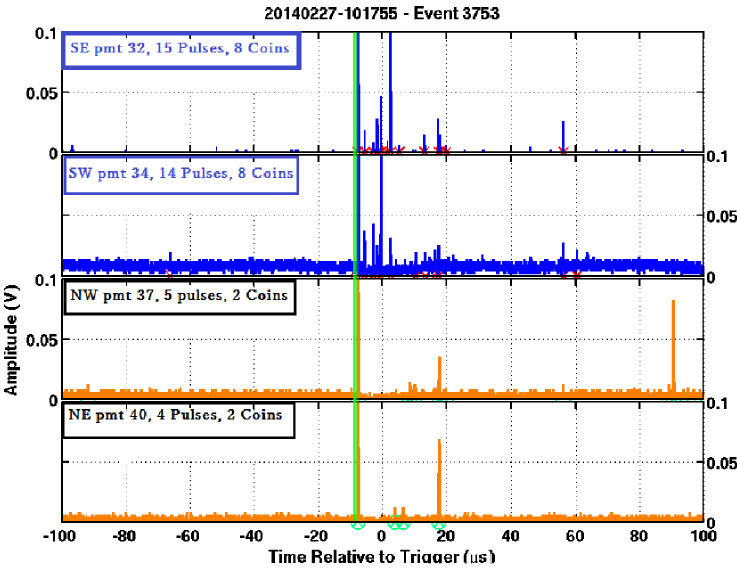 20140227-101755 - Event 3753
0.1
SE pmt 32, 15 Pulses, 8 Coins
0.05
0
0.1
SW pmt 34, 14 Pulses, 8 Coins
0.05
0.1
0
NW pmt 37, 5 pulses, 2 Coins
0.05
0
0.1
NE pmt 40, 4 Pulses, 2 Coins
0.05
0
Amplitude (V)
-100 -80 -60 -40 -20 0 20 40 60 80 100
Time Relative to Trigger (μs)